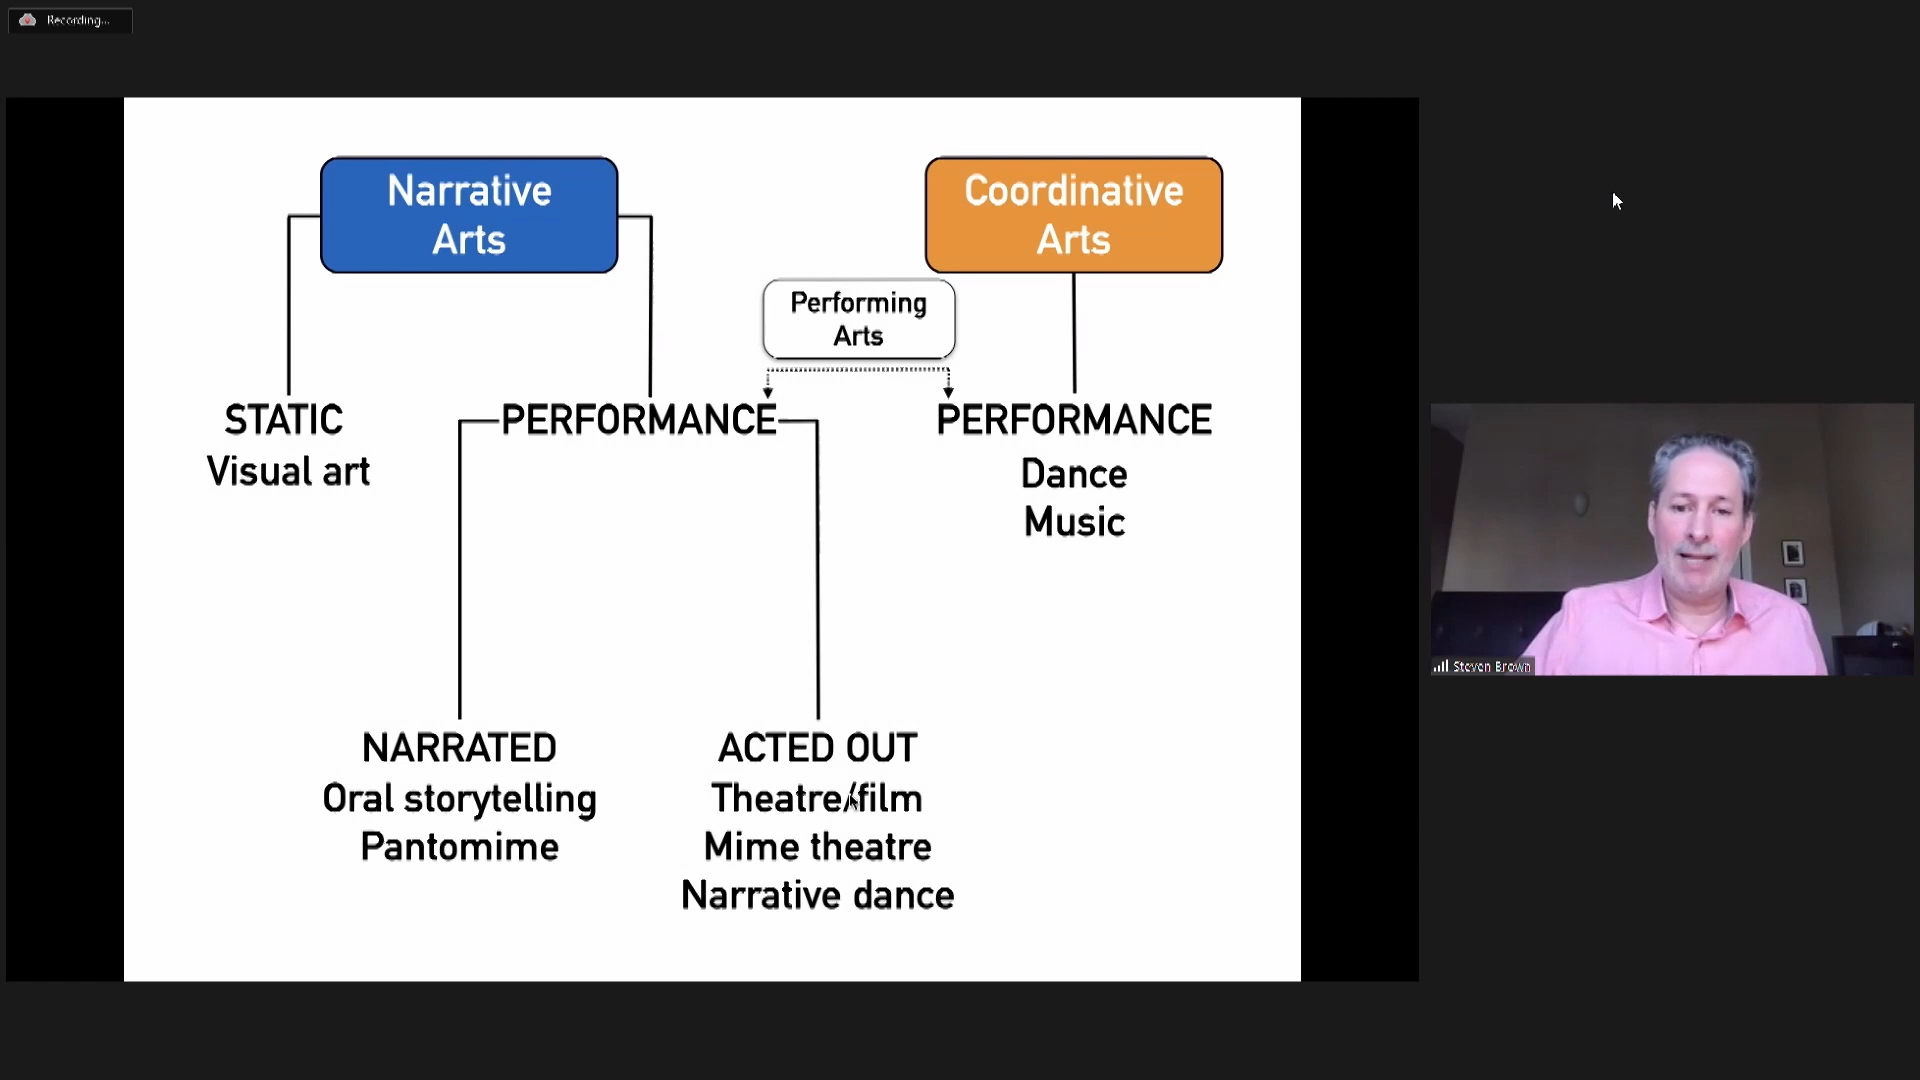 Recording...
Narrative
Arts
Coordinative
Arts
Performing
Arts
STATIC
Visual art
PERFORMANCE
PERFORMANCE
Dance
Music
NARRATED
Oral storytelling
Pantomime
ACTED OUT
Theatre/film
Mime theatre
Narrative dance
Steven Brown